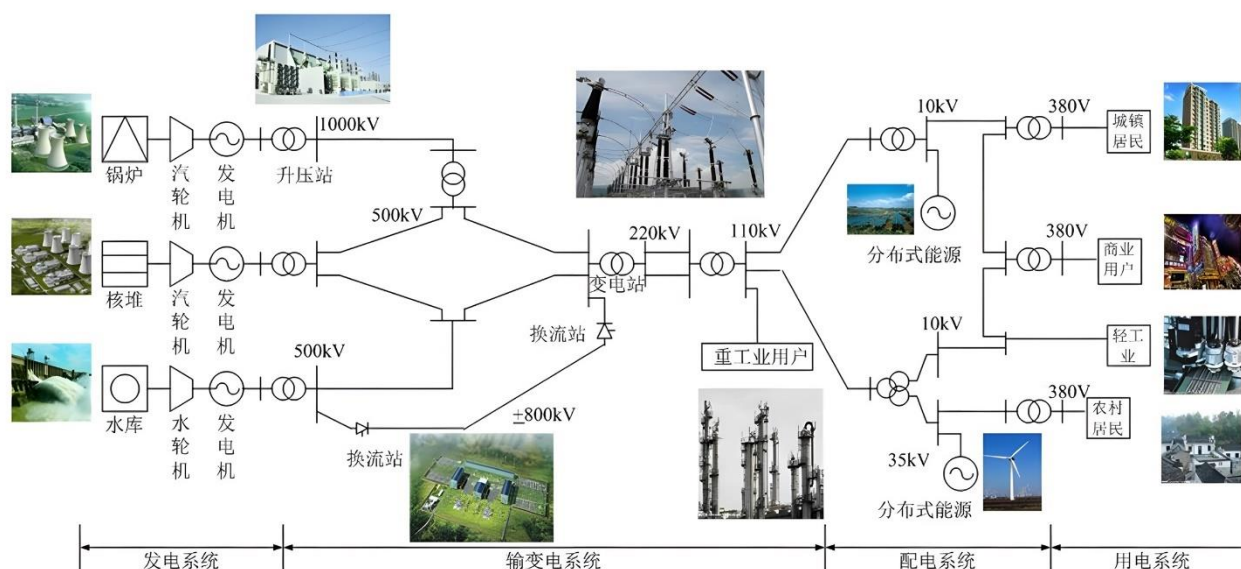 1000kV
10kV
380V
城镇
居民
锅炉
汽轮机
发电机
升压站
500kV
220kV
110kV
分布式能源
380V
商业
用户
核堆
汽轮机
发电机
变电站
换流站
10kV
轻工
业
500kV
重工业用户
水库
水轮机
发电机
±800kV
换流站
380V
农村
居民
35kV
分布式能源
发电系统
输变电系统
配电系统
用电系统